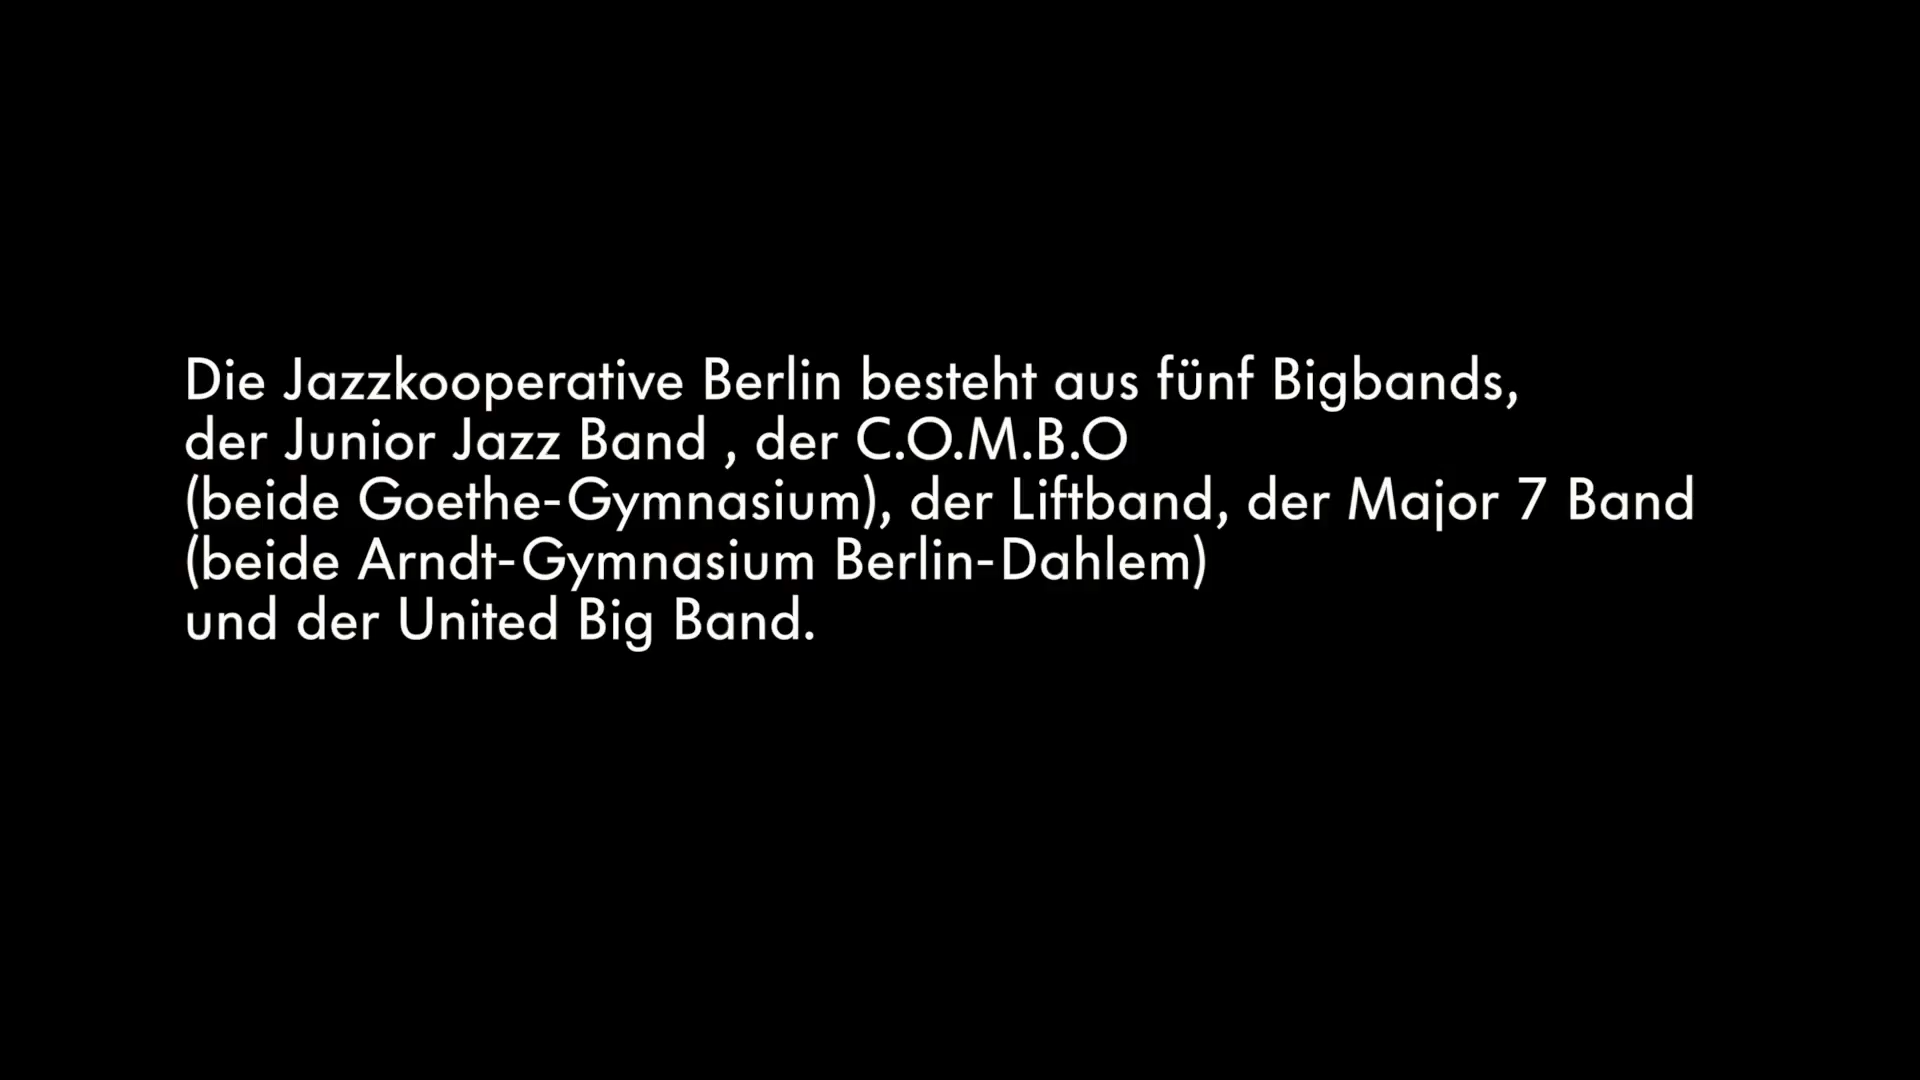 Die Jazzkooperative Berlin besteht aus fünf Bigbands,
der Junior Jazz Band , der C.O.M.B.O
(beide Goethe-Gymnasium), der Liftband, der Major 7 Band
(beide Arndt-Gymnasium Berlin-Dahlem)
und der United Big Band.